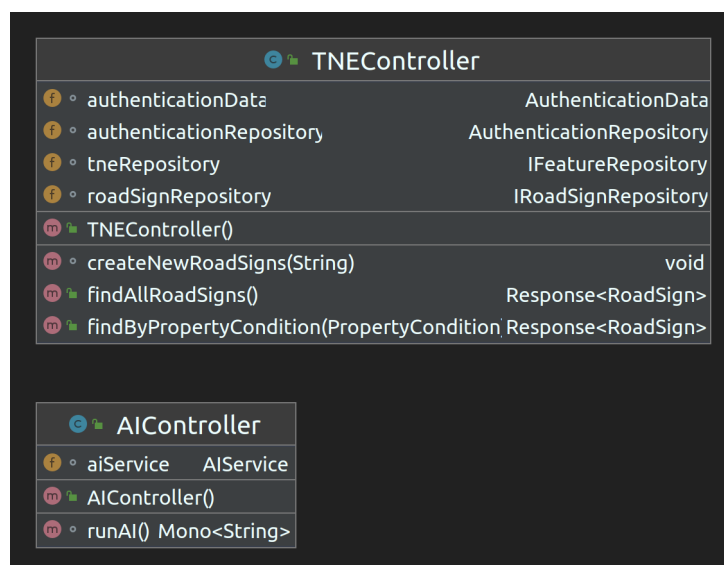 TNEController
authenticationData AuthenticationData
authenticationRepository AuthenticationRepository
tneRepository IFeatureRepository
roadSignRepository IRoadSignRepository
TNEController()
createNewRoadSigns(String) void
findAllRoadSigns() Response<RoadSign>
findByPropertyCondition(PropertyCondition) Response<RoadSign>
AIController
aiService AIService
AIController()
runAI() Mono<String>